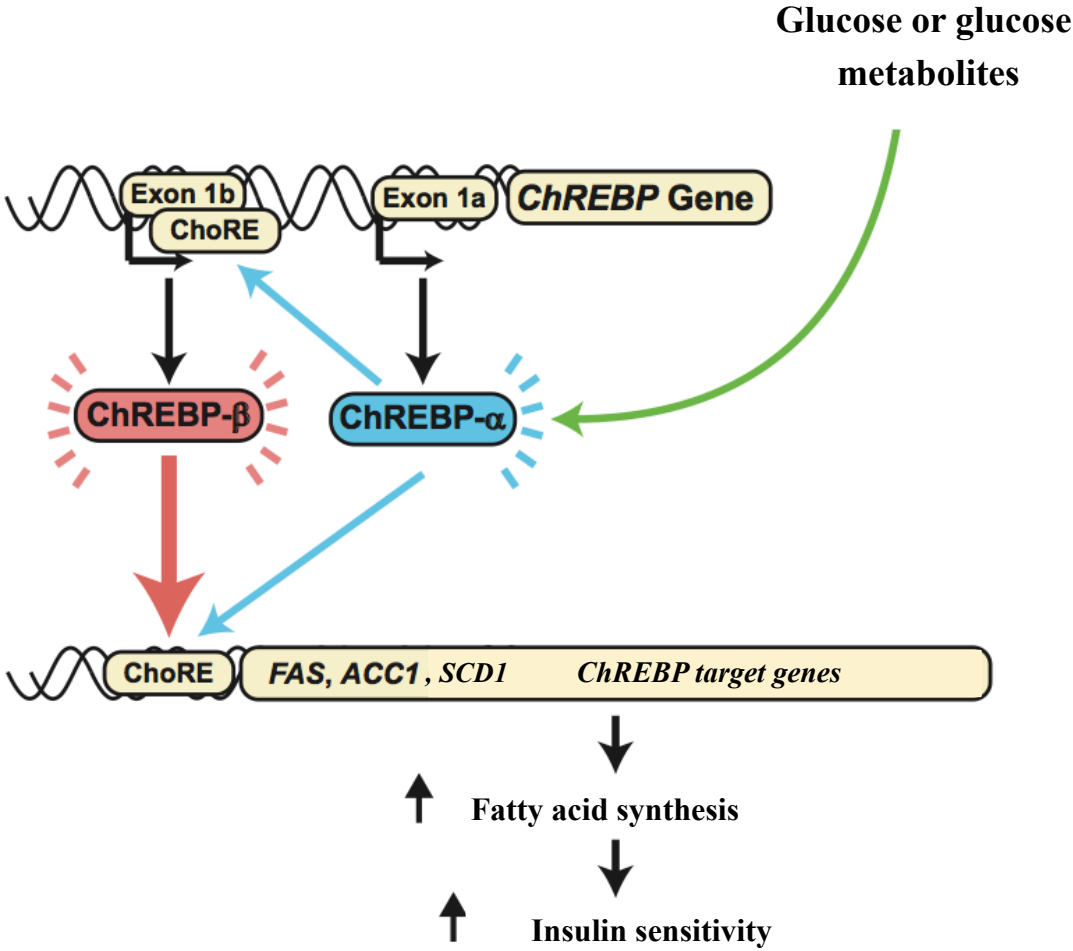 Glucose or glucose
metabolites
Exon 1b
ChoRE
Exon 1a
ChREBP Gene
ChREBP-β
ChREBP-α
ChoRE
FAS, ACC1, SCD1 ChREBP target genes
Fatty acid synthesis
Insulin sensitivity